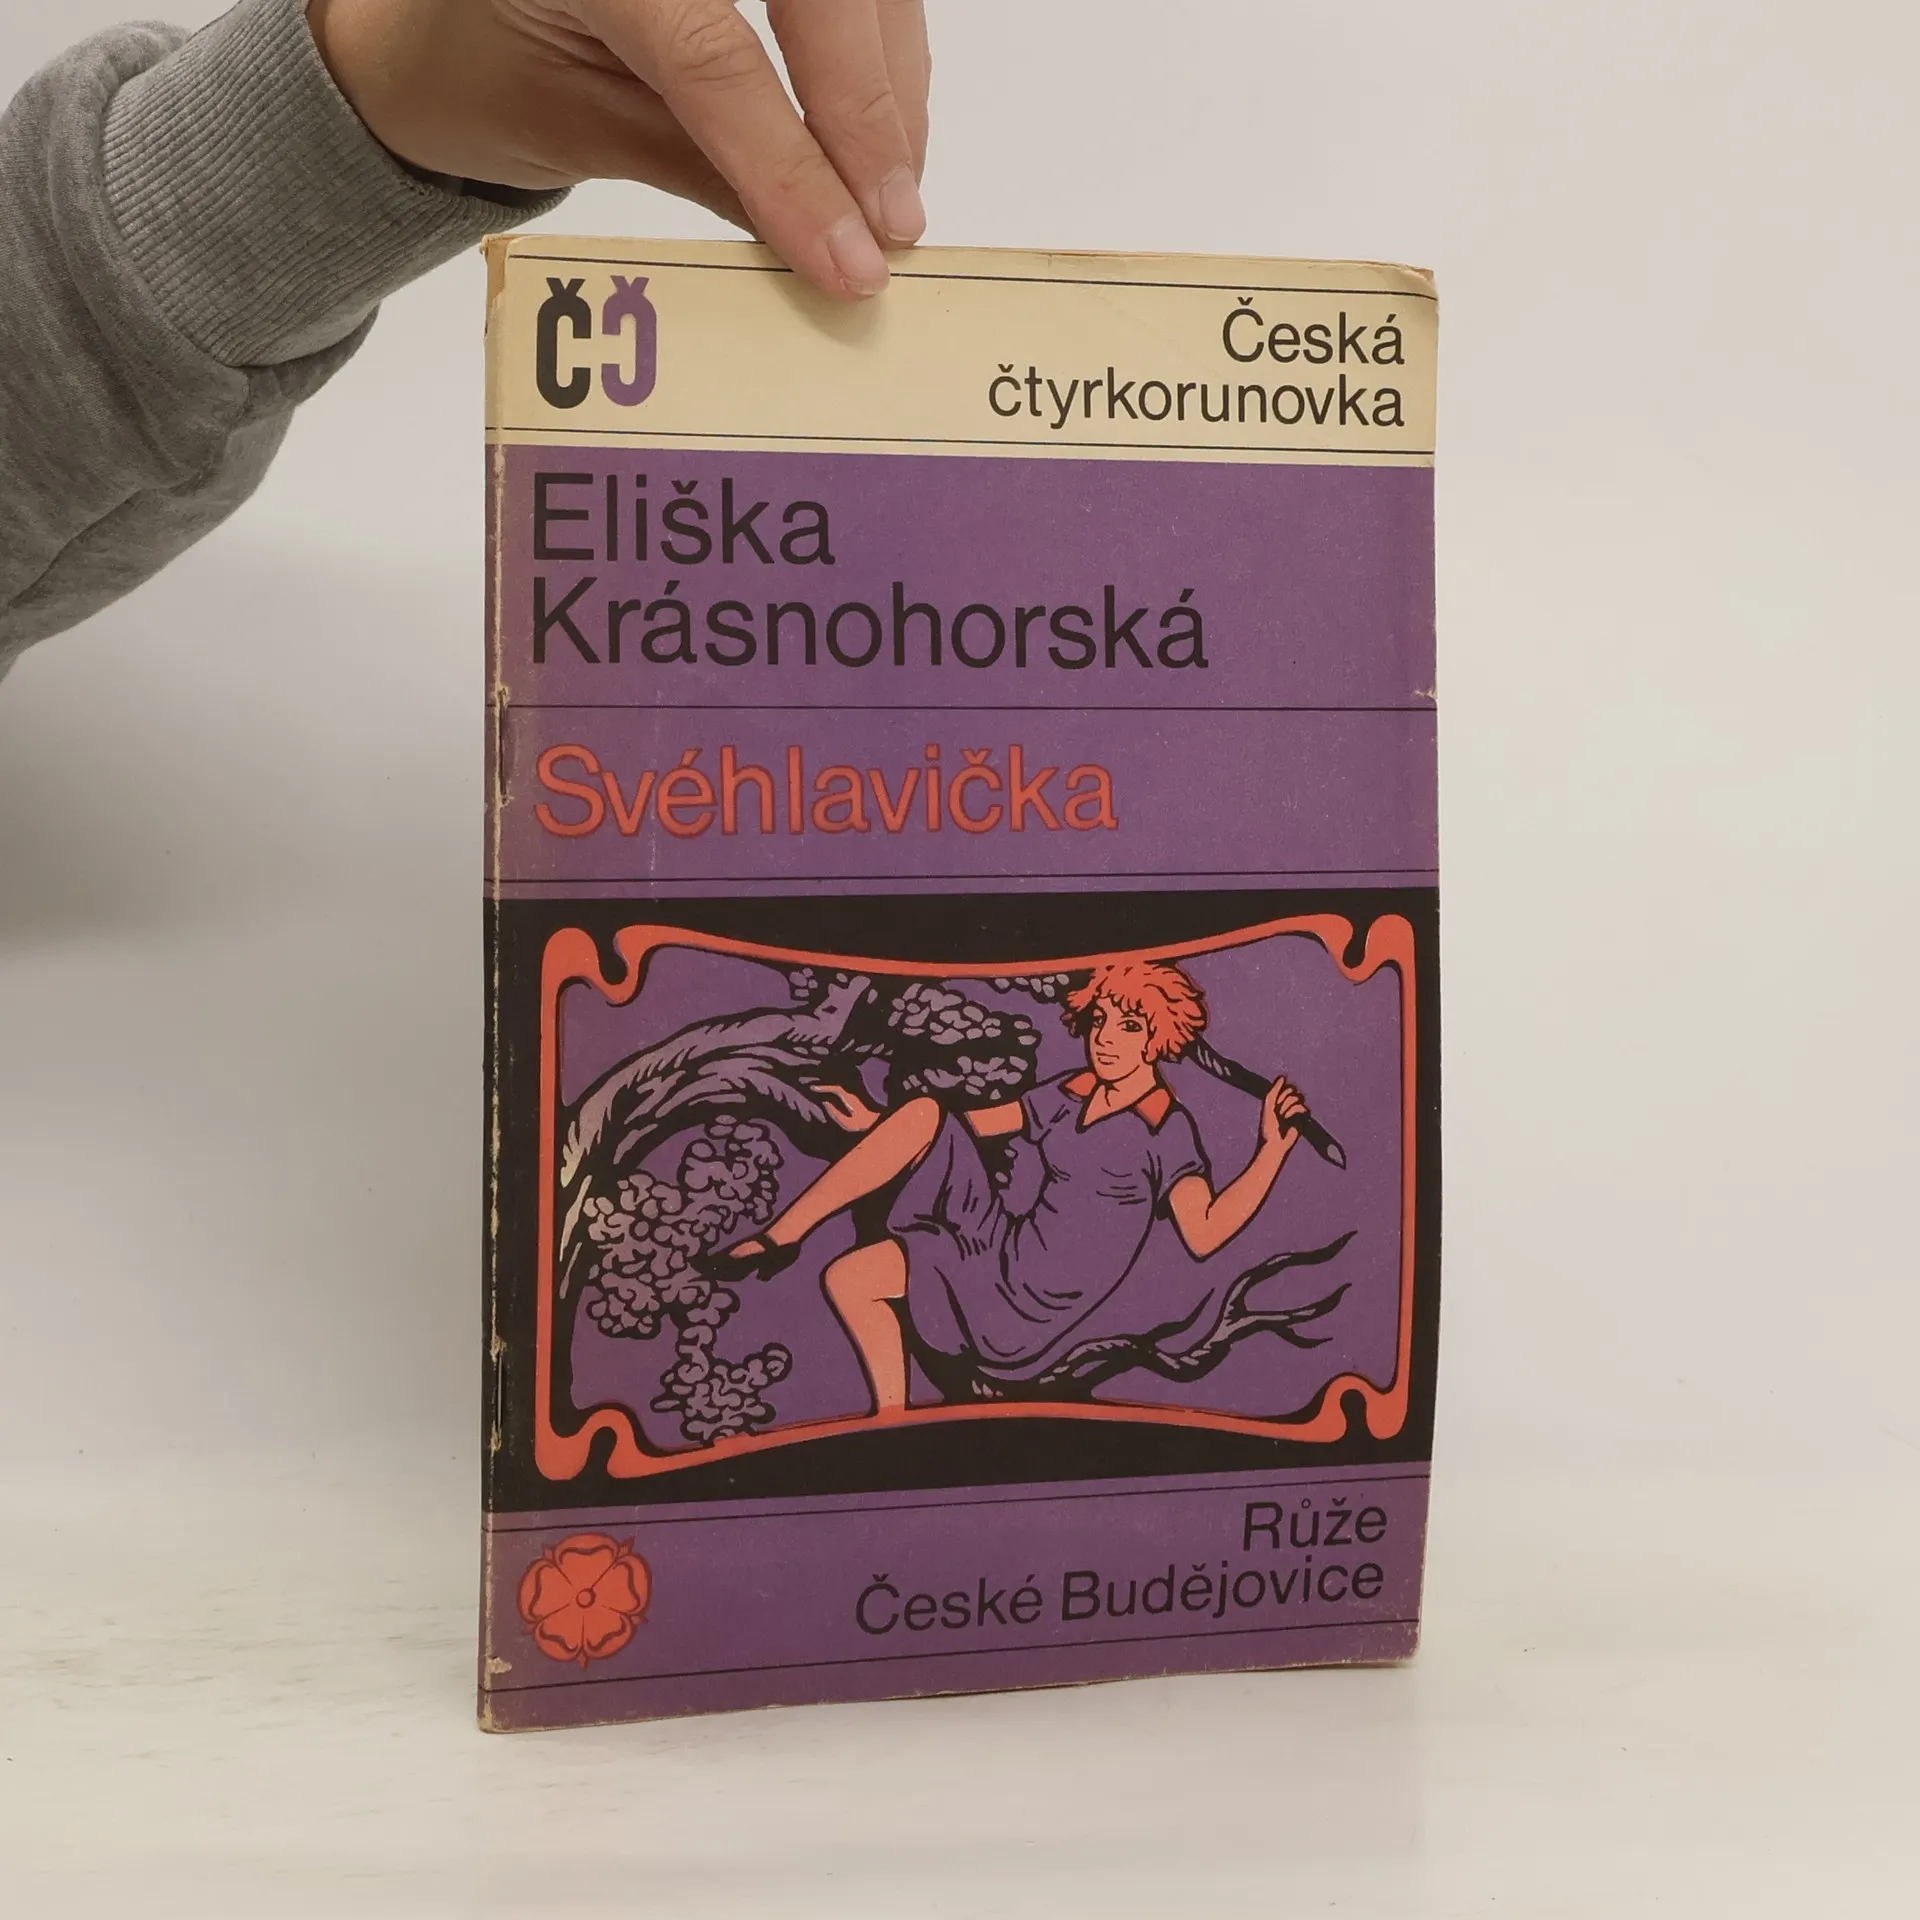 ČČ
Česká
čtyrkorunovka
Eliška
Krásnohorská
Svéhlavička
Růže
České Budějovice